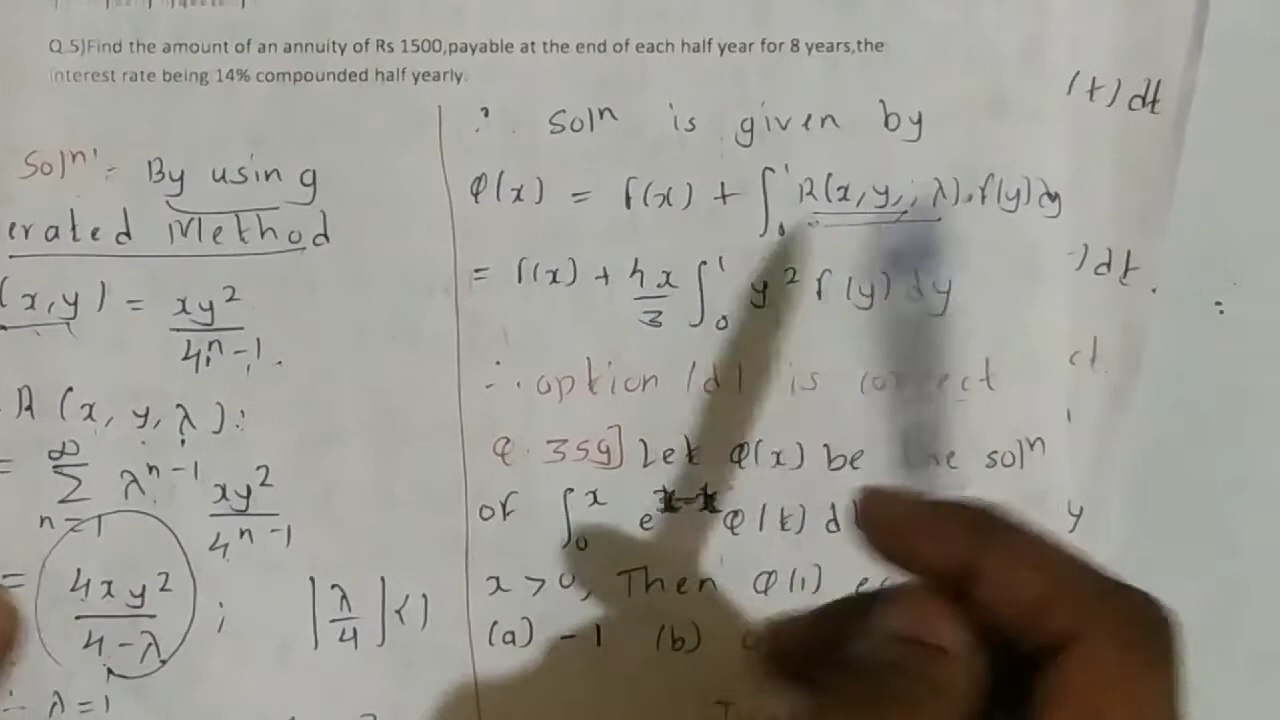 Q.5)Find the amount of an annuity of Rs 1500,payable at the end of each half year for 8 years,the
interest rate being 14% compounded half yearly.
Solⁿ:- By using
erated Method
(x,y) = xy²/4ⁿ⁻¹.
R(x, y, λ):
= ∑ₙ₌₁^∞ λⁿ⁻¹ xy²/4ⁿ⁻¹
= 4xy²/(4-λ) ; |λ/4|<1
∴ λ=1
∴ Solⁿ is given by
φ(x) = f(x) + ∫₀¹ R(x,y,;λ).f(y)dy
= f(x) + 4x/3 ∫₀¹ y² f(y) dy
∴ option (d) is correct
Q.359] Let φ(x) be the solⁿ
of ∫₀ˣ e φ(t) d
x>0, Then φ(1)
(a) -1 (b)
(t)dt
)dt.
y